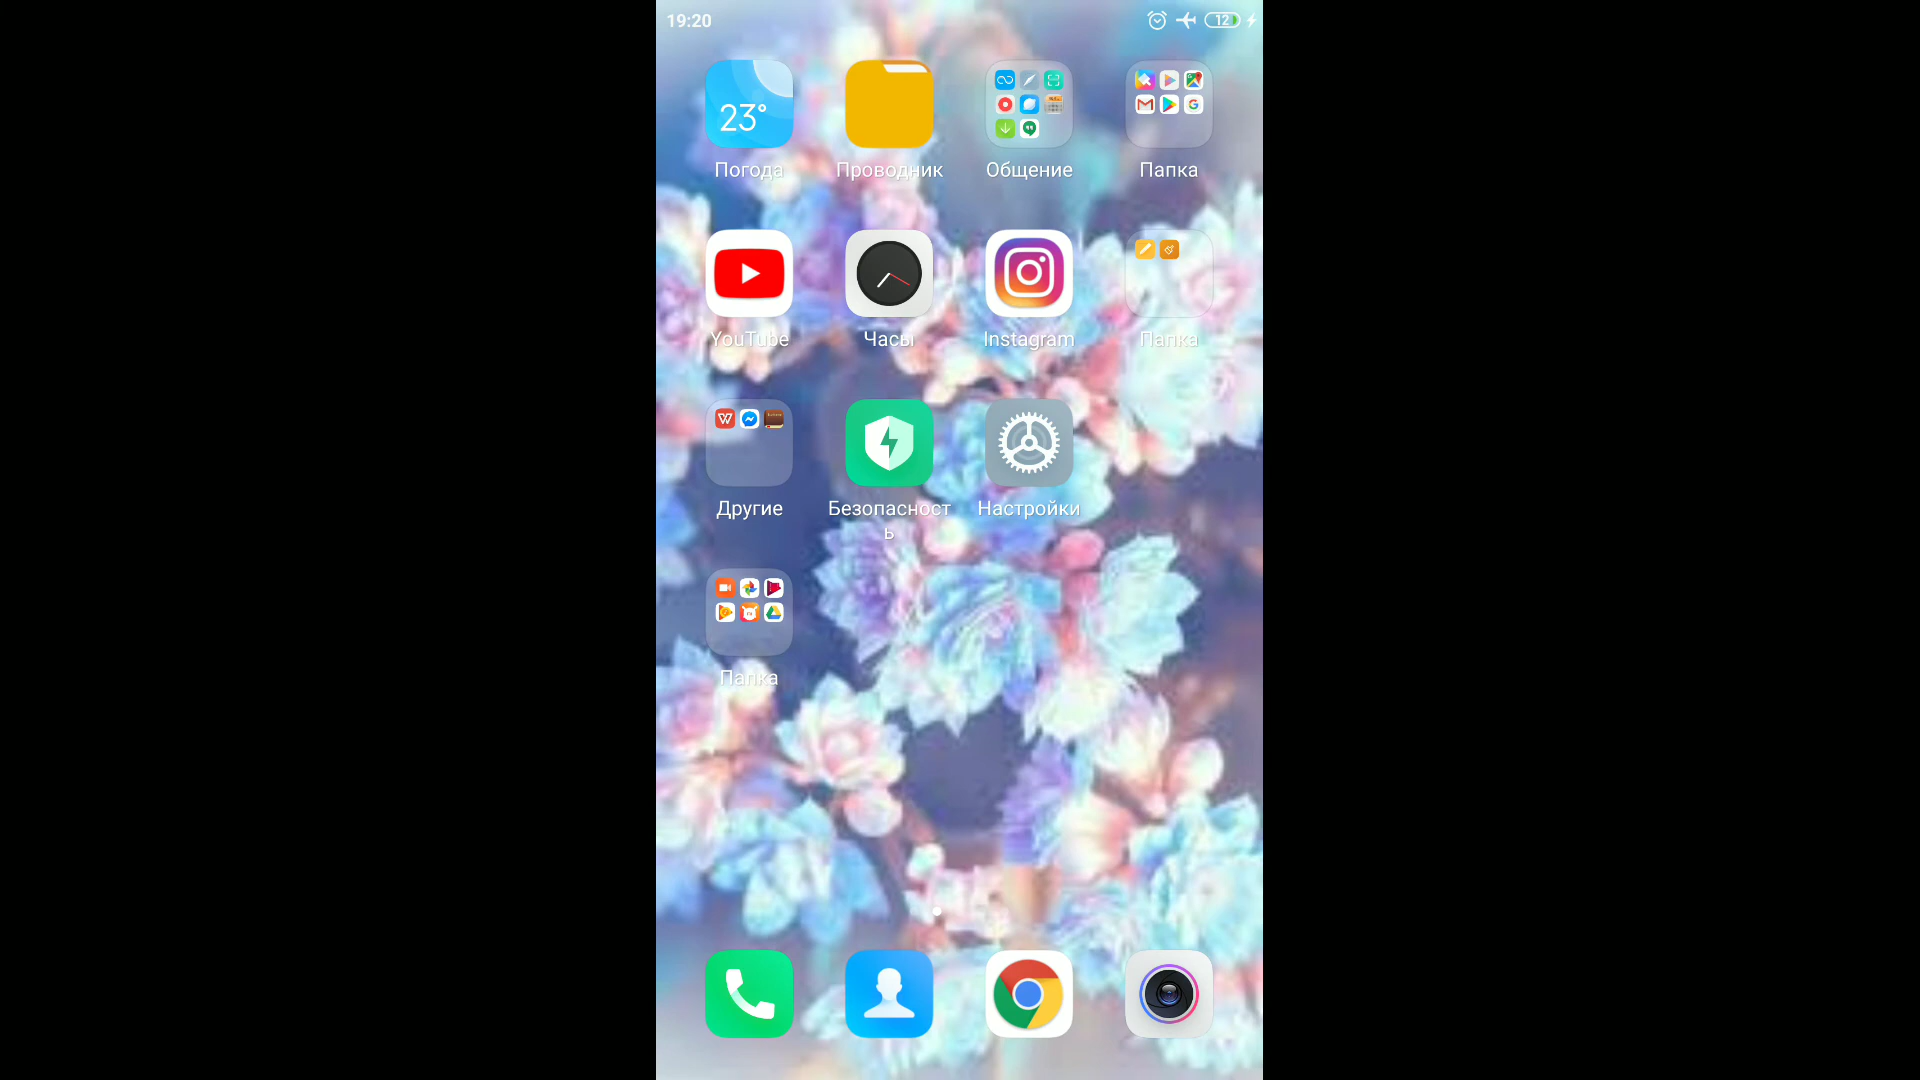 19:20
12
23°
Погода
Проводник
Общение
Папка
YouTube
Часы
Instagram
Папка
Другие
Безопасност
ь
Настройки
Папка